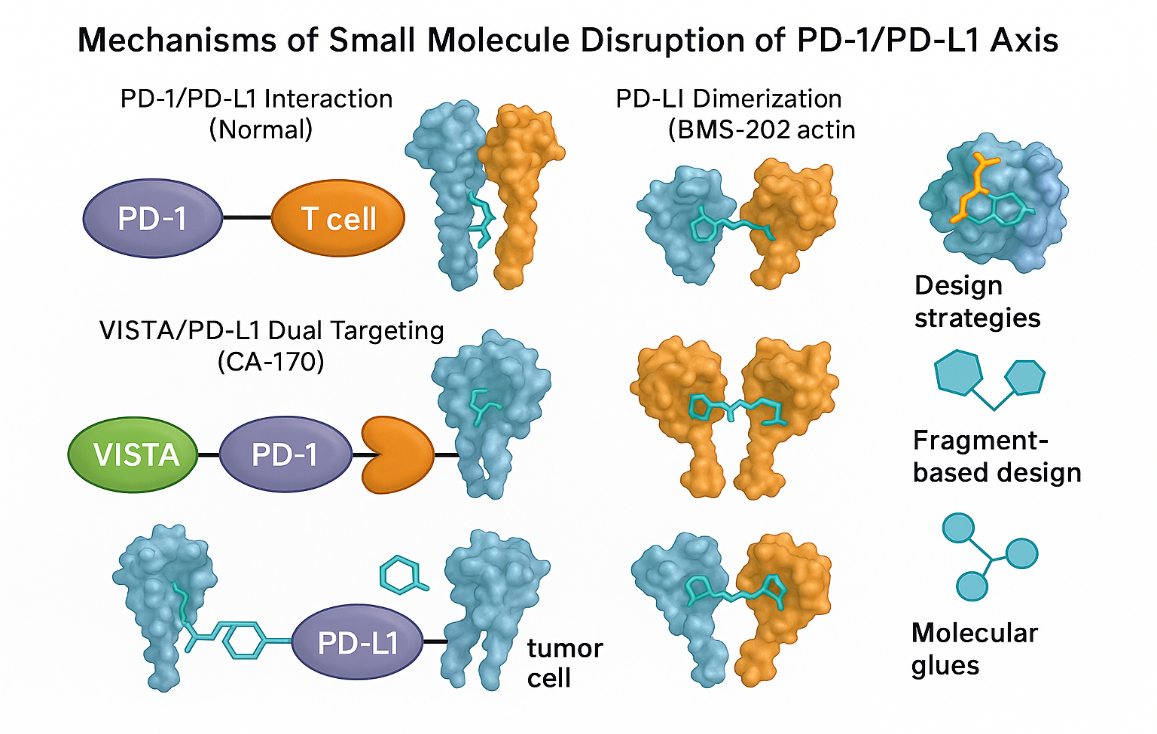 Mechanisms of Small Molecule Disruption of PD-1/PD-L1 Axis
PD-1/PD-L1 Interaction
(Normal)
PD-1
T cell
PD-LI Dimerization
(BMS-202 actin
Design
strategies
VISTA/PD-L1 Dual Targeting
(CA-170)
VISTA
PD-1
Fragment-
based design
PD-L1
tumor
cell
Molecular
glues